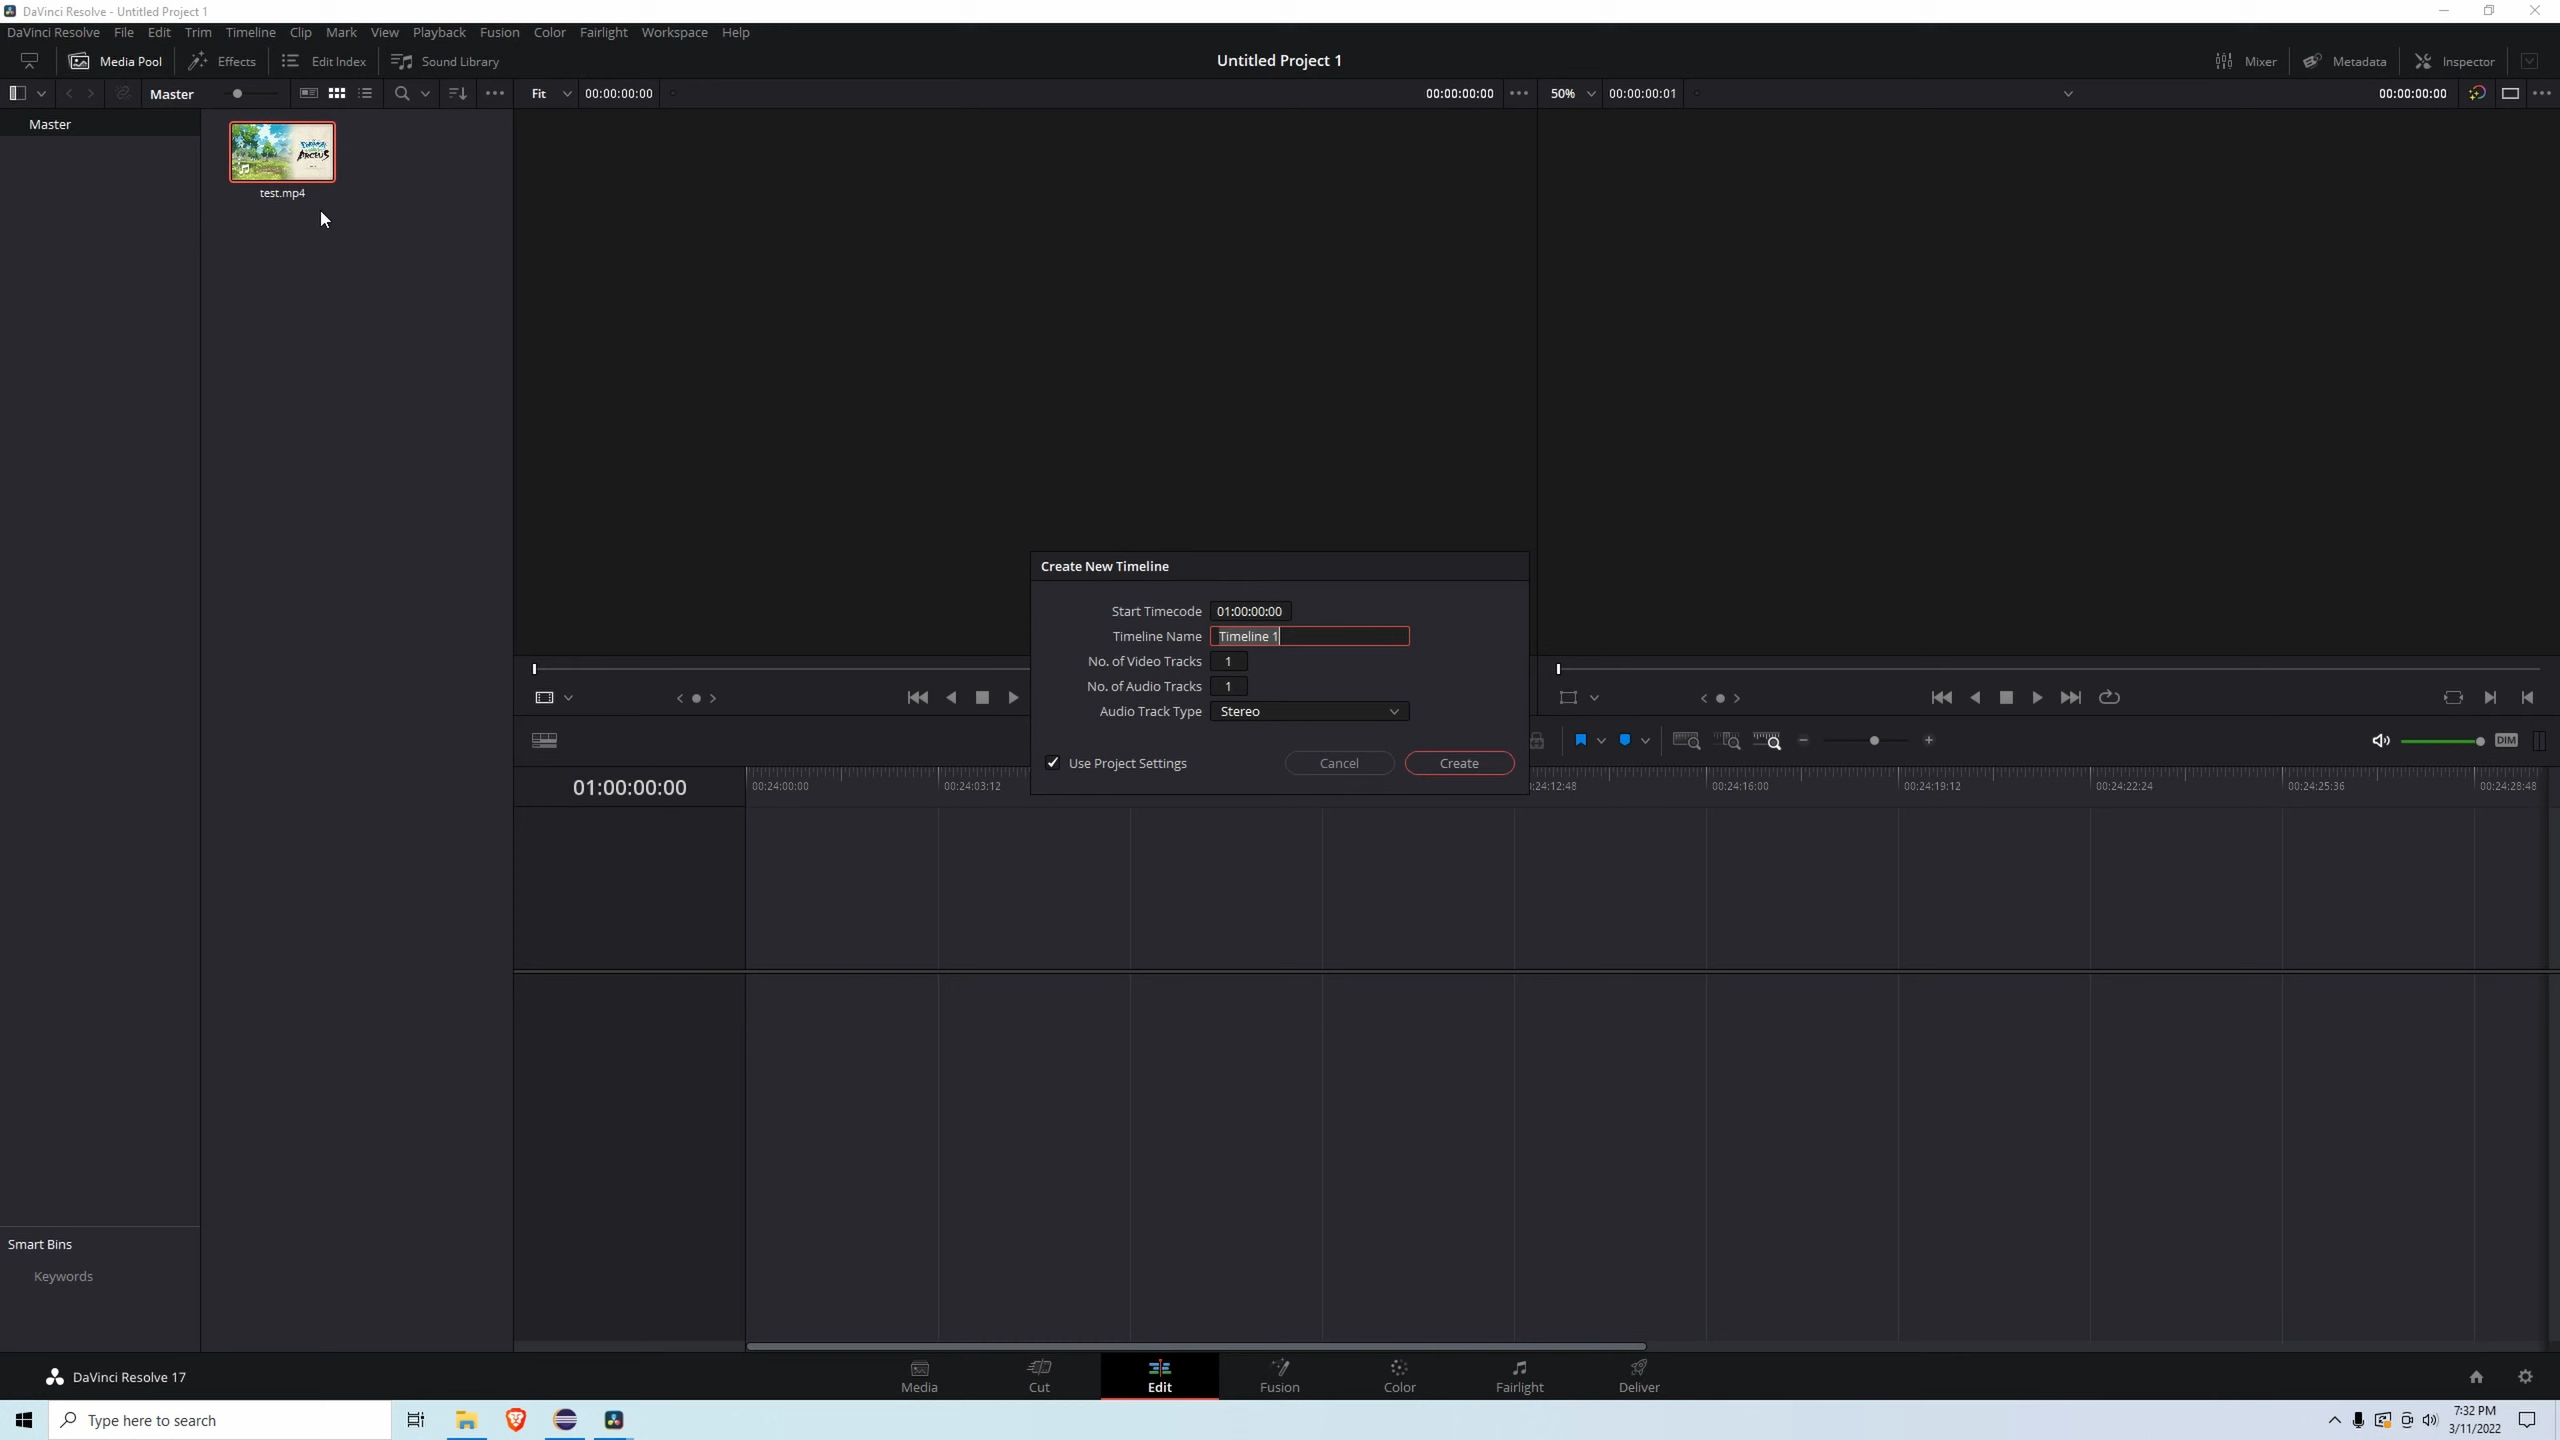 DaVinci Resolve - Untitled Project 1
DaVinci Resolve File Edit Trim Timeline Clip Mark View Playback Fusion Color Fairlight Workspace Help
Media Pool Effects Edit Index Sound Library Untitled Project 1 Mixer Metadata Inspector
Master Fit 00:00:00:00 00:00:00:00 50% 00:00:00:01 00:00:00:00
Master
ARCEUS
test.mp4
Create New Timeline
Start Timecode 01:00:00:00
Timeline Name Timeline 1
No. of Video Tracks 1
No. of Audio Tracks 1
Audio Track Type Stereo
DIM
Use Project Settings Cancel Create
01:00:00:00 00:24:00:00 00:24:03:12 :24:12:48 00:24:16:00 00:24:19:12 00:24:22:24 00:24:25:36 00:24:28:48
Smart Bins
Keywords
DaVinci Resolve 17 Media Cut Edit Fusion Color Fairlight Deliver
Type here to search
7:32 PM
3/11/2022